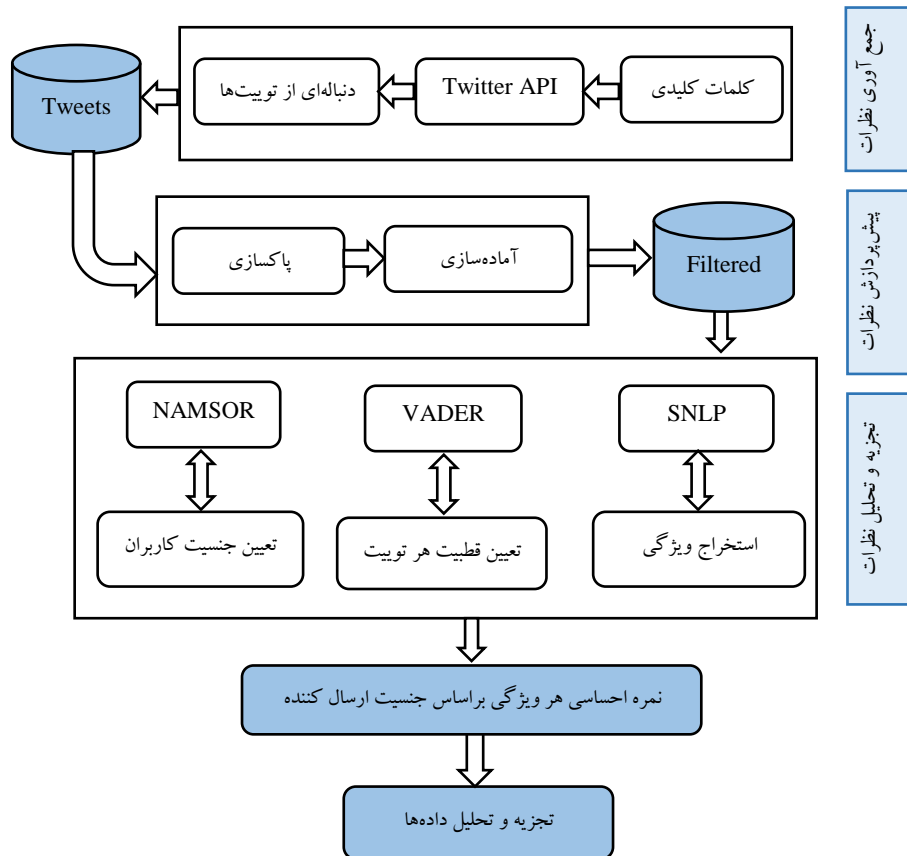 جمع آوری نظرات
کلمات کلیدی
Twitter API
دنباله‌ای از توییت‌ها
Tweets
پیش‌پردازش نظرات
پاکسازی
آماده‌سازی
Filtered
تجزیه و تحلیل نظرات
SNLP
VADER
NAMSOR
استخراج ویژگی
تعیین قطبیت هر توییت
تعیین جنسیت کاربران
نمره احساسی هر ویژگی براساس جنسیت ارسال کننده
تجزیه و تحلیل داده‌ها